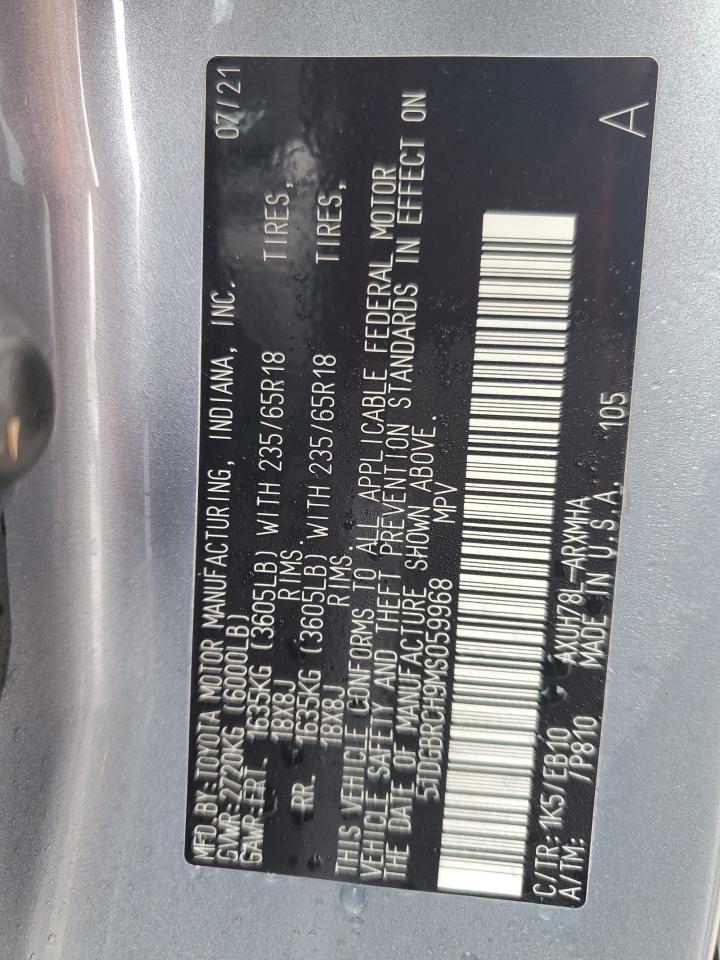 MFD BY:TOYOTA MOTOR MANUFACTURING, INDIANA, INC. 07/21
GVWR:2720KG (6000LB)
GAWR:FRT- 1635KG (3605LB) WITH 235/65R18 TIRES,
18X8J RIMS.
RR. -1635KG (3605LB) WITH 235/65R18 TIRES,
18X8J RIMS.
THIS VEHICLE CONFORMS TO ALL APPLICABLE FEDERAL MOTOR
VEHICLE SAFETY AND THEFT PREVENTION STANDARDS IN EFFECT ON
THE DATE OF MANUFACTURE SHOWN ABOVE.
5TDGBRCH9MS059968 MPV
C/TR: 1K5/EB10 AXUH78L-ARXMHA
A/TM: /P810 MADE IN U.S.A. 105 A